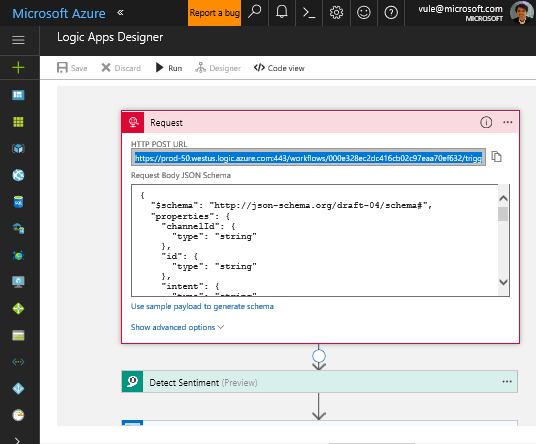 Microsoft Azure «
Report a bug
vule@microsoft.com
MICROSOFT
Logic Apps Designer
Save
Discard
Run
Designer
Code view
Request
HTTP POST URL
https://prod-50.westus.logic.azure.com:443/workflows/000e328ec2dc416cb02c97eaa70ef632/trigg
Request Body JSON Schema
{
"$schema": "http://json-schema.org/draft-04/schema#",
"properties": {
"channelId": {
"type": "string"
},
"id": {
"type": "string"
},
"intent": {
"type": "string"
Use sample payload to generate schema
Show advanced options
Detect Sentiment (Preview)